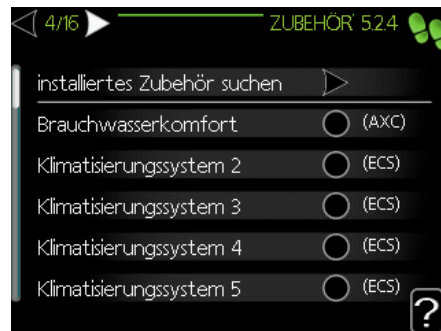 4/16 ZUBEHÖR 5.2.4
installiertes Zubehör suchen
Brauchwasserkomfort (AXC)
Klimatisierungssystem 2 (ECS)
Klimatisierungssystem 3 (ECS)
Klimatisierungssystem 4 (ECS)
Klimatisierungssystem 5 (ECS)
?